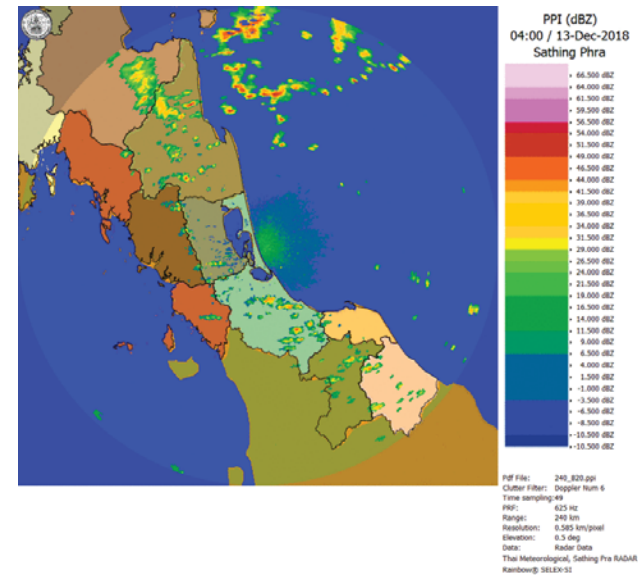 PPI (dBZ)
04:00 / 13-Dec-2018
Sathing Phra
66.500 dBZ
64.000 dBZ
61.500 dBZ
59.500 dBZ
56.500 dBZ
54.000 dBZ
51.500 dBZ
49.000 dBZ
46.500 dBZ
44.000 dBZ
41.500 dBZ
39.000 dBZ
36.500 dBZ
34.000 dBZ
31.500 dBZ
29.000 dBZ
26.500 dBZ
24.000 dBZ
21.500 dBZ
19.000 dBZ
16.500 dBZ
14.000 dBZ
11.500 dBZ
9.000 dBZ
6.500 dBZ
4.000 dBZ
1.500 dBZ
-1.000 dBZ
-3.500 dBZ
-6.500 dBZ
-8.500 dBZ
-10.500 dBZ
-10.500 dBZ
Pdf File: 240_820.ppi
Clutter Filter: Doppler Num 6
Time sampling:49
PRF: 625 Hz
Range: 240 km
Resolution: 0.585 km/pixel
Elevation: 0.5 deg
Data: Radar Data
Thai Meteorological, Sathing Pra RADAR
Rainbow® SELEX-SI